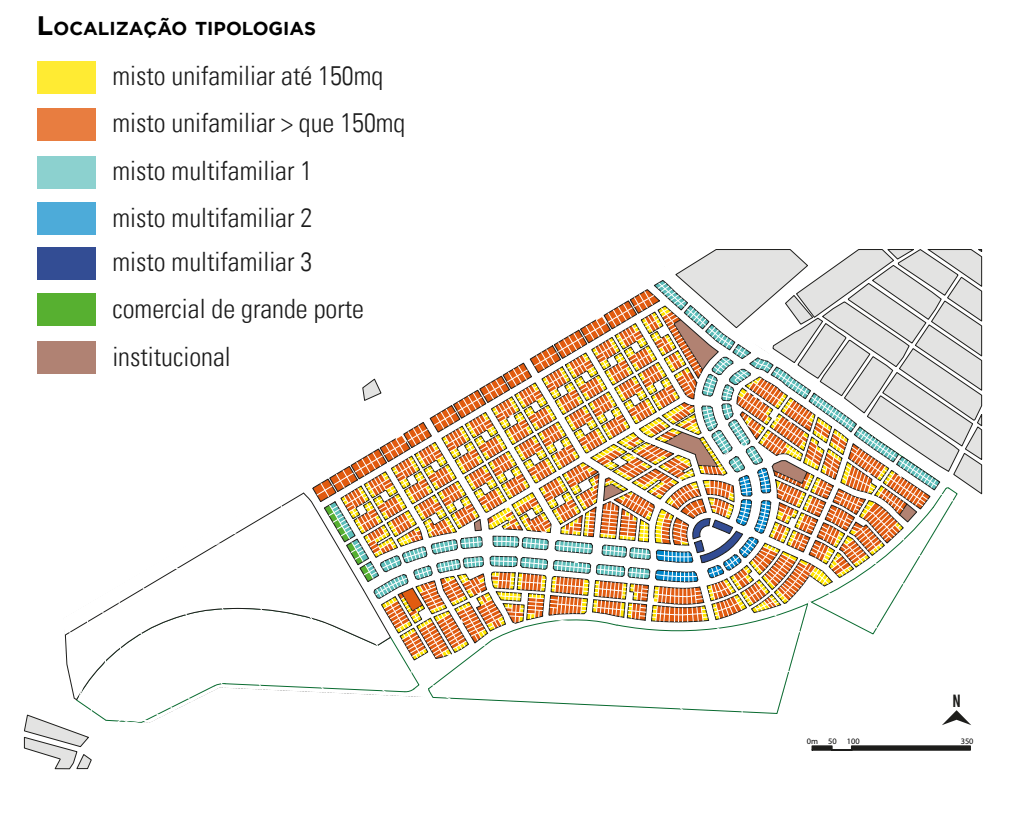 Localização tipologias
misto unifamiliar até 150mq
misto unifamiliar > que 150mq
misto multifamiliar 1
misto multifamiliar 2
misto multifamiliar 3
comercial de grande porte
institucional
N
0m 50 100 350